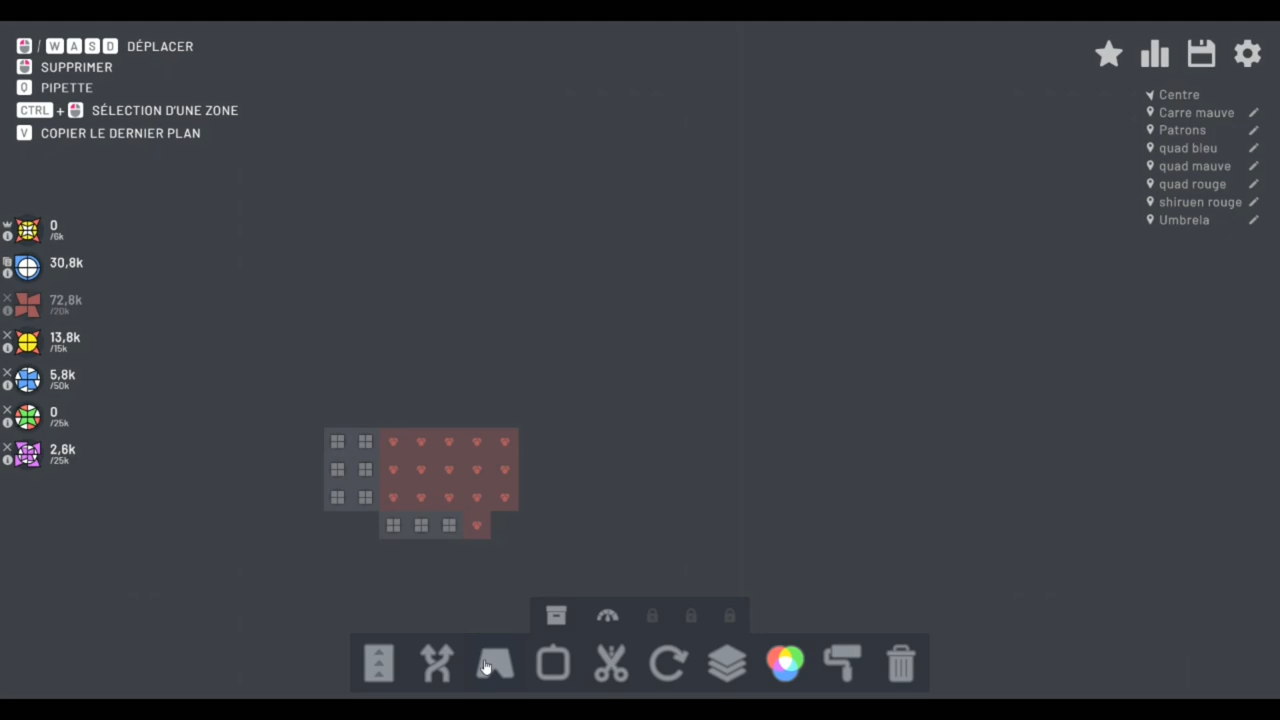 / W A S D DÉPLACER
SUPPRIMER
Q PIPETTE
CTRL + SÉLECTION D'UNE ZONE
V COPIER LE DERNIER PLAN
Centre
Carre mauve
Patrons
quad bleu
quad mauve
quad rouge
shiruen rouge
Umbrela
0
/6k
30,8k
72,8k
/20k
13,8k
/15k
5,8k
/50k
0
/25k
2,6k
/25k